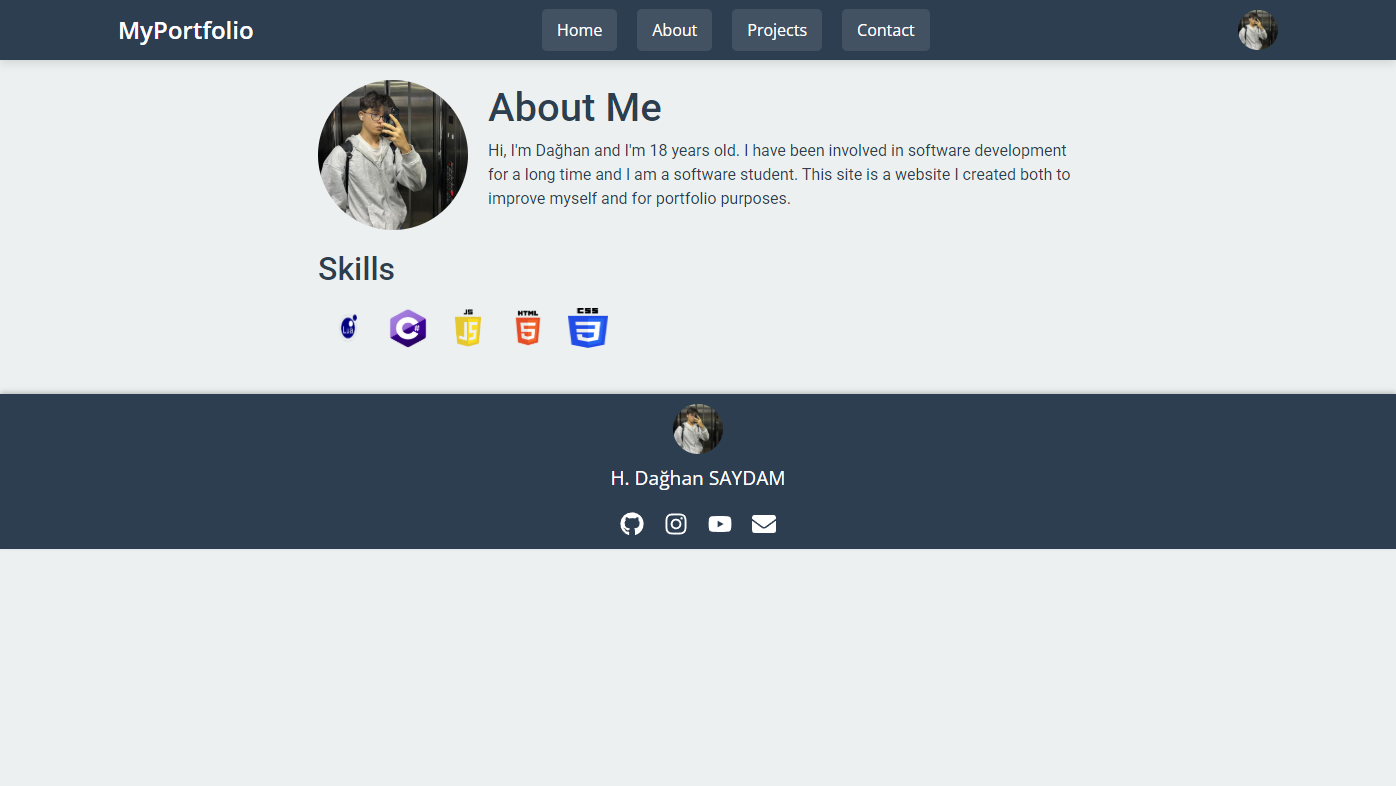 MyPortfolio
Home
About
Projects
Contact
About Me
Hi, I'm Dağhan and I'm 18 years old. I have been involved in software development
for a long time and I am a software student. This site is a website I created both to
improve myself and for portfolio purposes.
Skills
Lua
C#
JS
JS
HTML
5
CSS
3
H. Dağhan SAYDAM